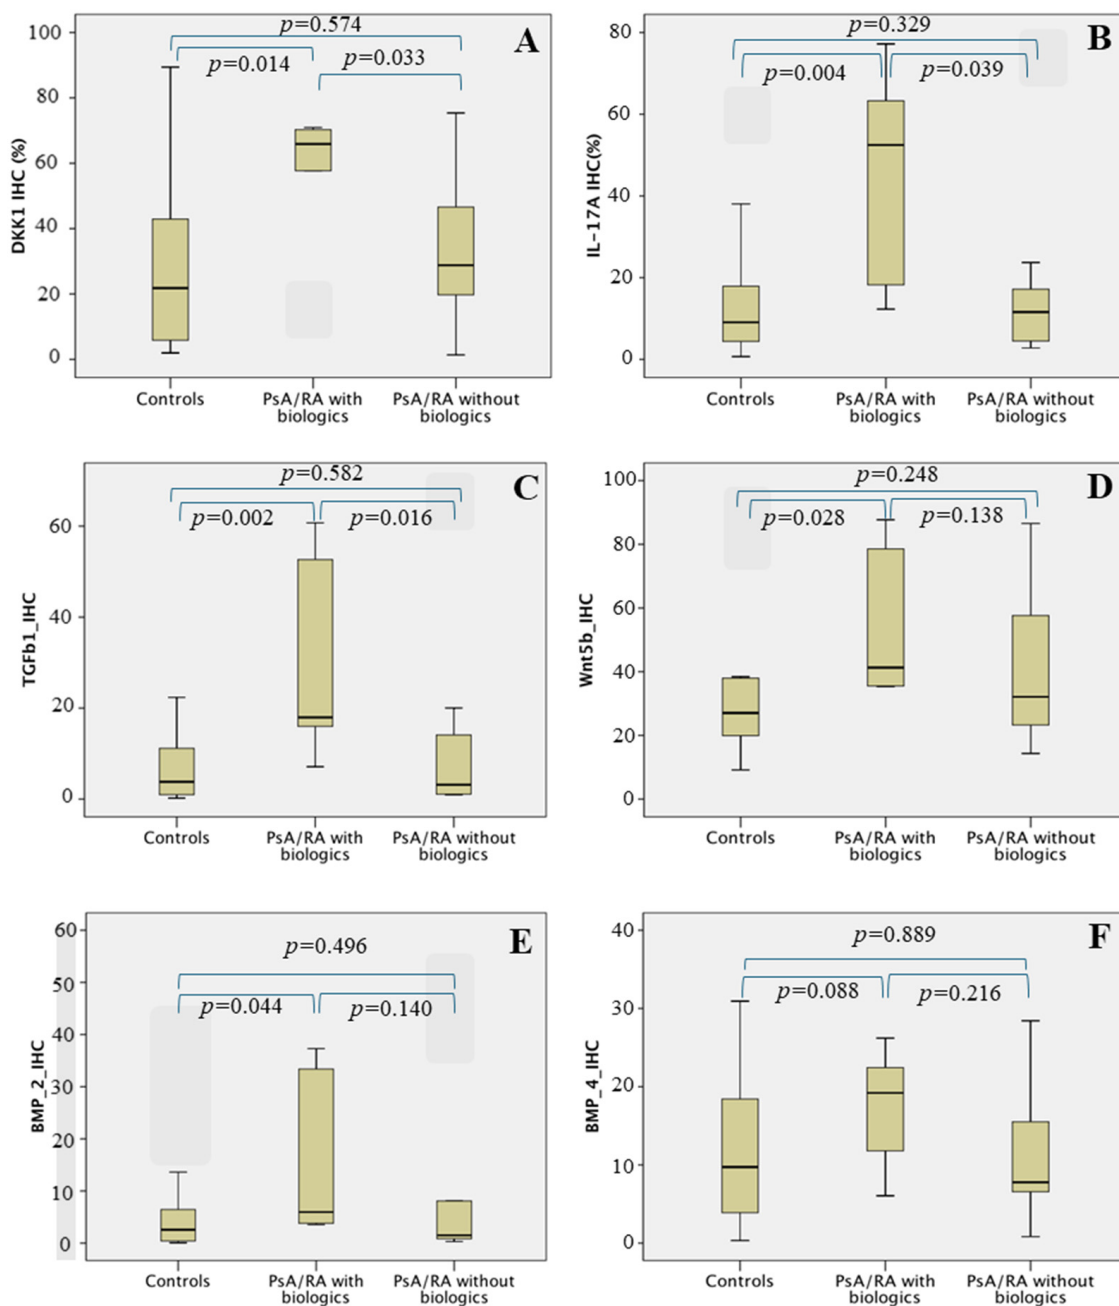 A
p=0.574
p=0.014
p=0.033
DKK1 IHC (%)
100
80
60
40
20
0
Controls
PsA/RA with
biologics
PsA/RA without
biologics
B
p=0.329
p=0.004
p=0.039
IL-17A IHC(%)
80
60
40
20
0
Controls
PsA/RA with
biologics
PsA/RA without
biologics
C
p=0.582
p=0.002
p=0.016
TGFb1_IHC
60
40
20
0
Controls
PsA/RA with
biologics
PsA/RA without
biologics
D
p=0.248
p=0.028
p=0.138
Wnt5b_IHC
100
80
60
40
20
0
Controls
PsA/RA with
biologics
PsA/RA without
biologics
E
p=0.496
p=0.044
p=0.140
BMP_2_IHC
60
50
40
30
20
10
0
Controls
PsA/RA with
biologics
PsA/RA without
biologics
F
p=0.889
p=0.088
p=0.216
BMP_4_IHC
40
30
20
10
0
Controls
PsA/RA with
biologics
PsA/RA without
biologics